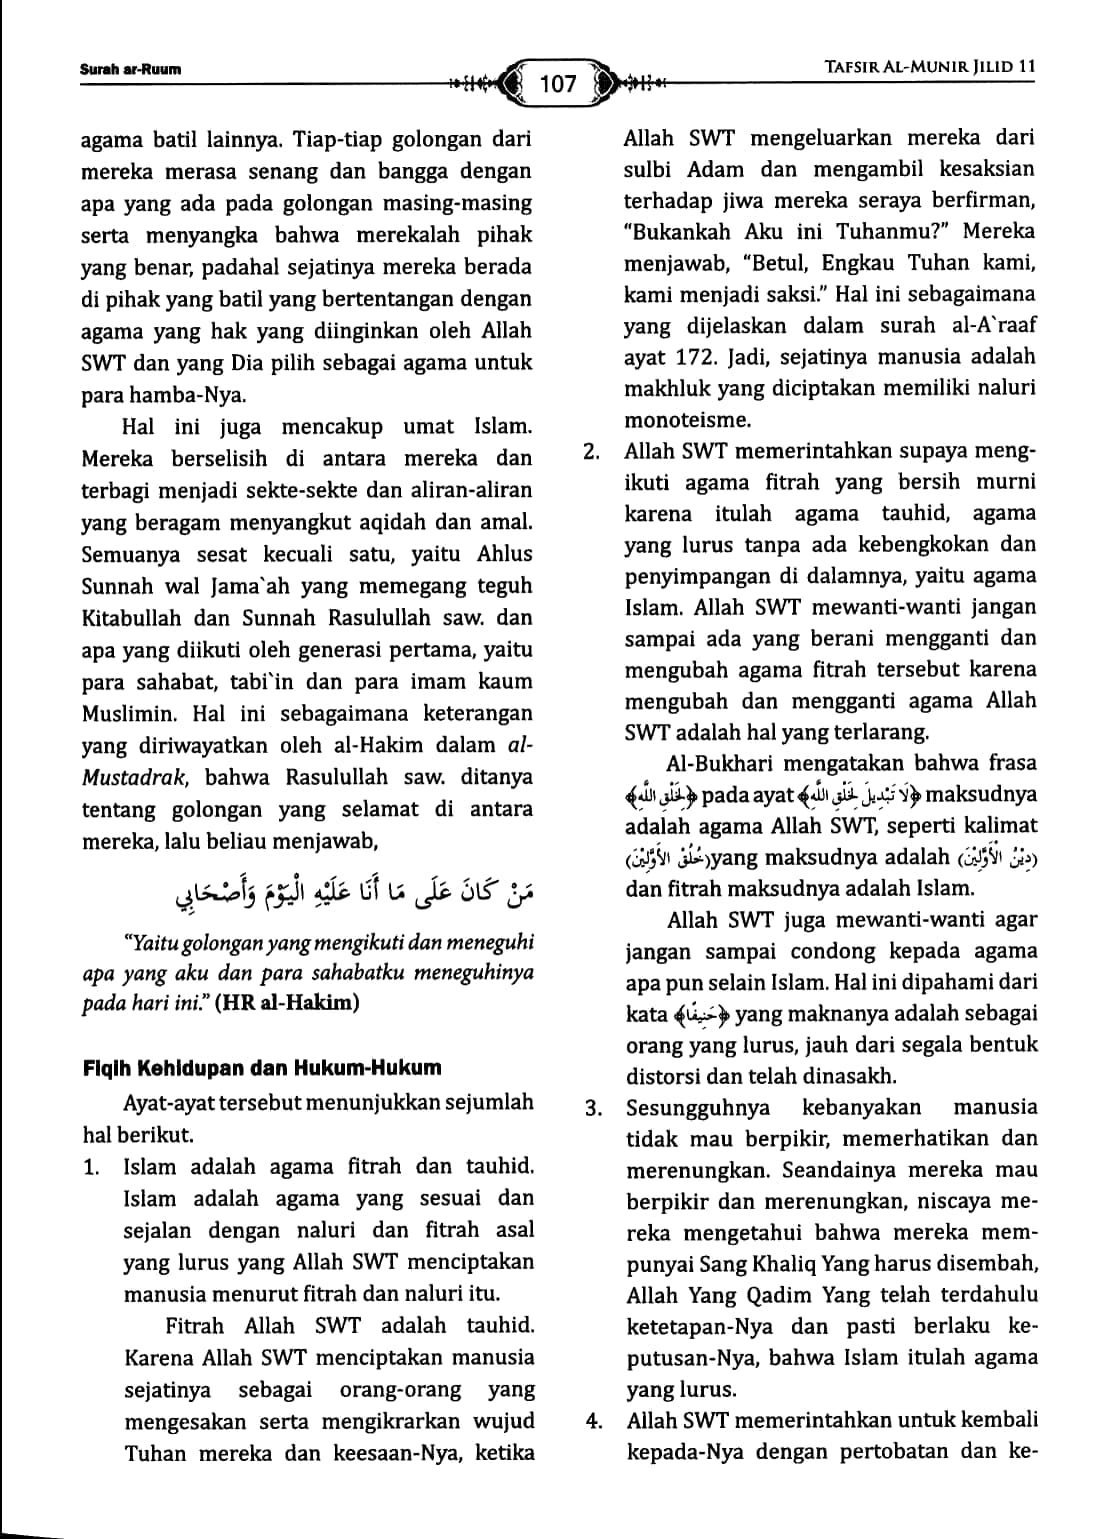 Surah ar-Ruum
107
TAFSIR AL-MUNIR JILID 11
agama batil lainnya. Tiap-tiap golongan dari
mereka merasa senang dan bangga dengan
apa yang ada pada golongan masing-masing
serta menyangka bahwa merekalah pihak
yang benar, padahal sejatinya mereka berada
di pihak yang batil yang bertentangan dengan
agama yang hak yang diinginkan oleh Allah
SWT dan yang Dia pilih sebagai agama untuk
para hamba-Nya.
Hal ini juga mencakup umat Islam.
Mereka berselisih di antara mereka dan
terbagi menjadi sekte-sekte dan aliran-aliran
yang beragam menyangkut aqidah dan amal.
Semuanya sesat kecuali satu, yaitu Ahlus
Sunnah wal Jama`ah yang memegang teguh
Kitabullah dan Sunnah Rasulullah saw. dan
apa yang diikuti oleh generasi pertama, yaitu
para sahabat, tabi`in dan para imam kaum
Muslimin. Hal ini sebagaimana keterangan
yang diriwayatkan oleh al-Hakim dalam al-
Mustadrak, bahwa Rasulullah saw. ditanya
tentang golongan yang selamat di antara
mereka, lalu beliau menjawab,
مَنْ كَانَ عَلَى مَا أَنَا عَلَيْهِ الْيَوْمَ وَأَصْحَابِي
“Yaitu golongan yang mengikuti dan meneguhi
apa yang aku dan para sahabatku meneguhinya
pada hari ini.” (HR al-Hakim)
Fiqih Kehidupan dan Hukum-Hukum
Ayat-ayat tersebut menunjukkan sejumlah
hal berikut.
1. Islam adalah agama fitrah dan tauhid.
Islam adalah agama yang sesuai dan
sejalan dengan naluri dan fitrah asal
yang lurus yang Allah SWT menciptakan
manusia menurut fitrah dan naluri itu.
Fitrah Allah SWT adalah tauhid.
Karena Allah SWT menciptakan manusia
sejatinya sebagai orang-orang yang
mengesakan serta mengikrarkan wujud
Tuhan mereka dan keesaan-Nya, ketika
Allah SWT mengeluarkan mereka dari
sulbi Adam dan mengambil kesaksian
terhadap jiwa mereka seraya berfirman,
“Bukankah Aku ini Tuhanmu?” Mereka
menjawab, “Betul, Engkau Tuhan kami,
kami menjadi saksi.” Hal ini sebagaimana
yang dijelaskan dalam surah al-A`raaf
ayat 172. Jadi, sejatinya manusia adalah
makhluk yang diciptakan memiliki naluri
monoteisme.
2. Allah SWT memerintahkan supaya meng-
ikuti agama fitrah yang bersih murni
karena itulah agama tauhid, agama
yang lurus tanpa ada kebengkokan dan
penyimpangan di dalamnya, yaitu agama
Islam. Allah SWT mewanti-wanti jangan
sampai ada yang berani mengganti dan
mengubah agama fitrah tersebut karena
mengubah dan mengganti agama Allah
SWT adalah hal yang terlarang.
Al-Bukhari mengatakan bahwa frasa
﴿لِخَلْقِ اللَّهِ﴾ pada ayat ﴿لَا تَبْدِيلَ لِخَلْقِ اللَّهِ﴾ maksudnya
adalah agama Allah SWT, seperti kalimat
(خُلُقُ الْأَوَّلِيْنَ) yang maksudnya adalah (دِيْنُ الْأَوَّلِيْنَ)
dan fitrah maksudnya adalah Islam.
Allah SWT juga mewanti-wanti agar
jangan sampai condong kepada agama
apa pun selain Islam. Hal ini dipahami dari
kata ﴿حَنِيفًا﴾ yang maknanya adalah sebagai
orang yang lurus, jauh dari segala bentuk
distorsi dan telah dinasakh.
3. Sesungguhnya kebanyakan manusia
tidak mau berpikir, memerhatikan dan
merenungkan. Seandainya mereka mau
berpikir dan merenungkan, niscaya me-
reka mengetahui bahwa mereka mem-
punyai Sang Khaliq Yang harus disembah,
Allah Yang Qadim Yang telah terdahulu
ketetapan-Nya dan pasti berlaku ke-
putusan-Nya, bahwa Islam itulah agama
yang lurus.
4. Allah SWT memerintahkan untuk kembali
kepada-Nya dengan pertobatan dan ke-